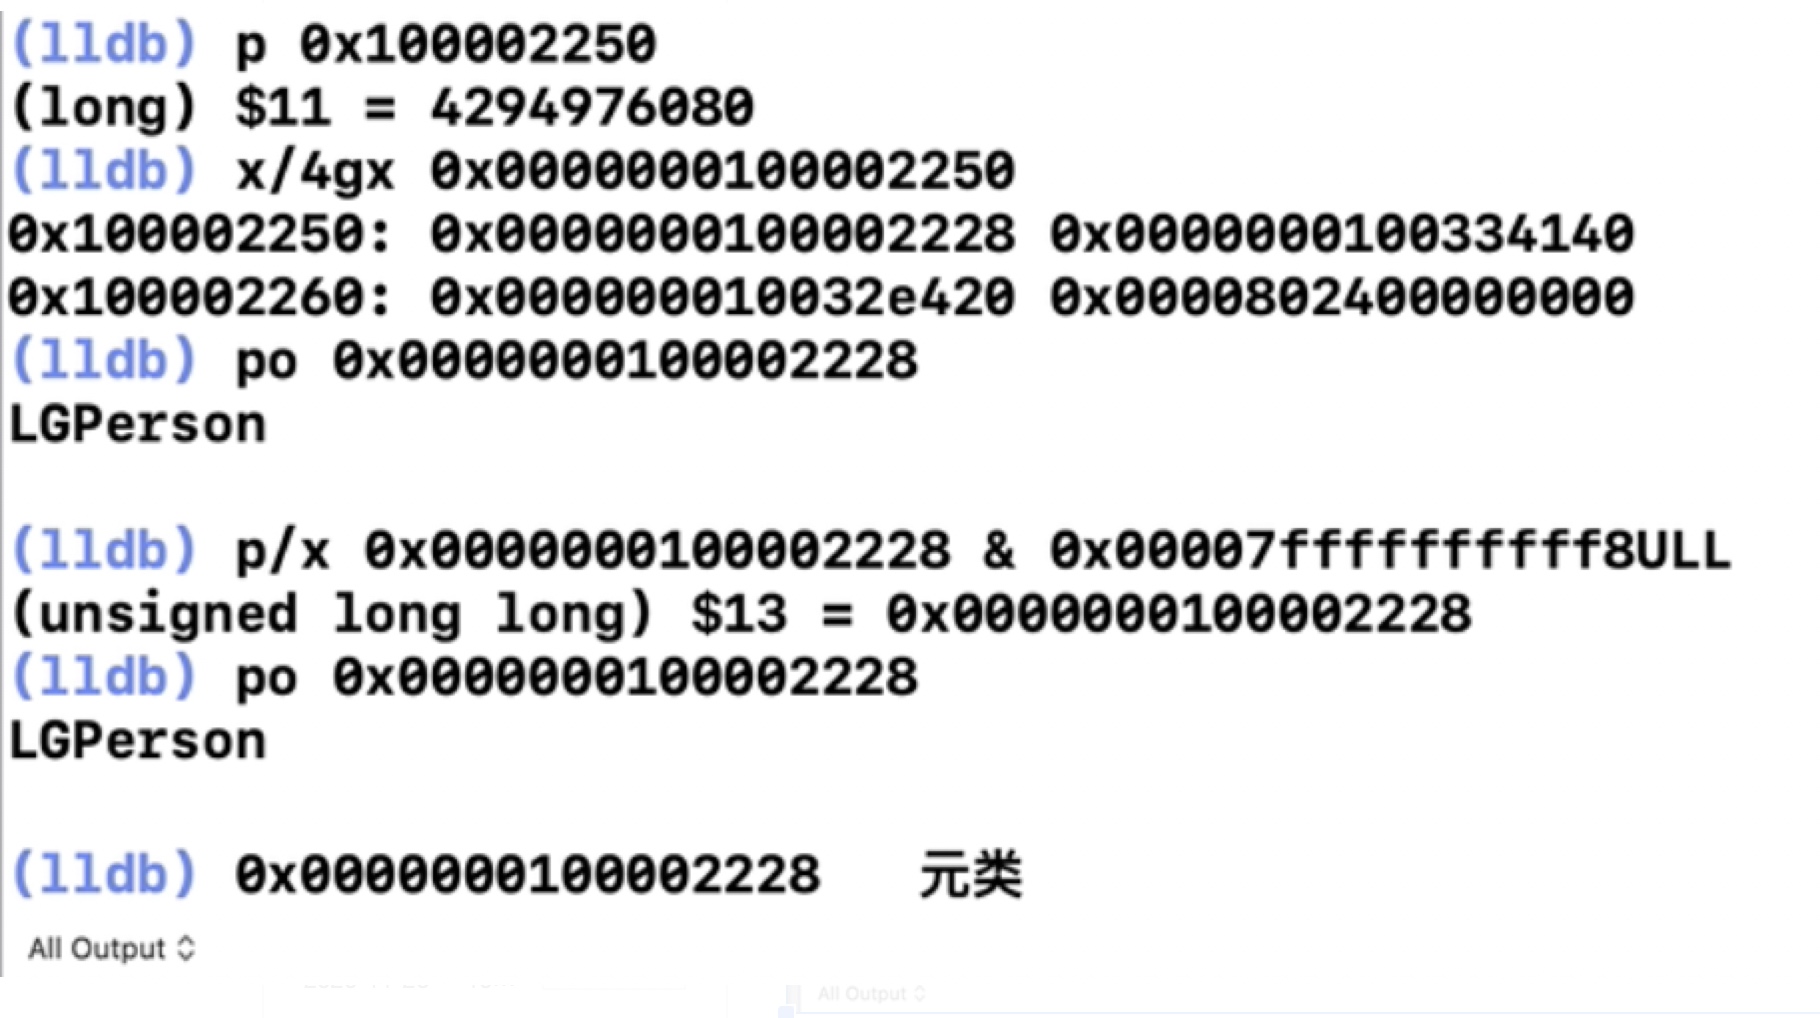 (lldb) p 0x100002250
(long) $11 = 4294976080
(lldb) x/4gx 0x0000000100002250
0x100002250: 0x0000000100002228 0x0000000100334140
0x100002260: 0x000000010032e420 0x0000802400000000
(lldb) po 0x0000000100002228
LGPerson
(lldb) p/x 0x0000000100002228 & 0x00007ffffffffff8ULL
(unsigned long long) $13 = 0x0000000100002228
(lldb) po 0x0000000100002228
LGPerson
(lldb) 0x0000000100002228 元类
All Output
All Output